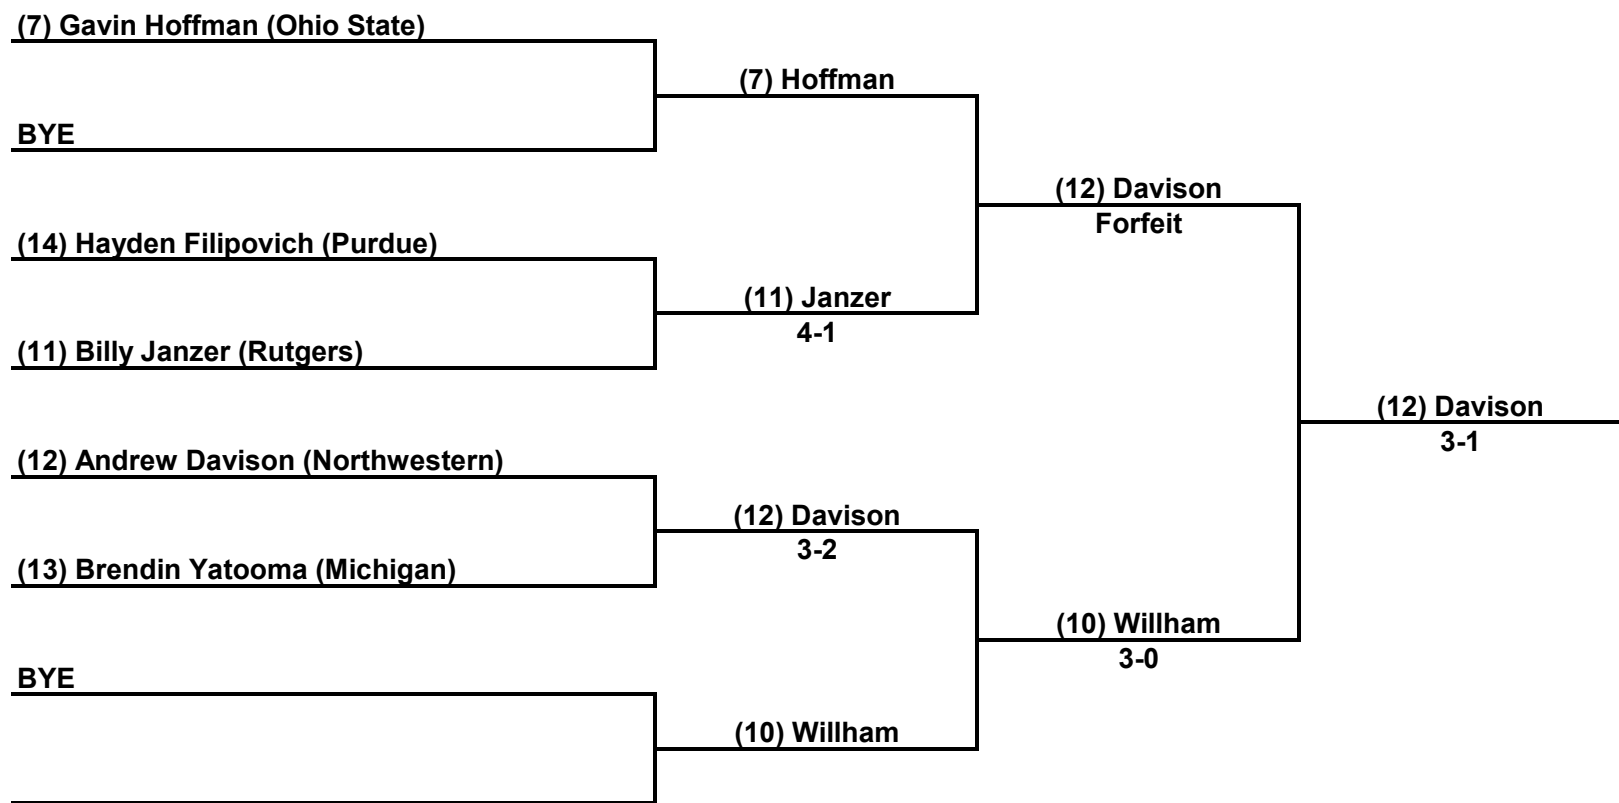 (7) Gavin Hoffman (Ohio State)
(7) Hoffman
BYE
(12) Davison
Forfeit
(14) Hayden Filipovich (Purdue)
(11) Janzer
4-1
(11) Billy Janzer (Rutgers)
(12) Davison
3-1
(12) Andrew Davison (Northwestern)
(12) Davison
3-2
(13) Brendin Yatooma (Michigan)
(10) Willham
3-0
BYE
(10) Willham